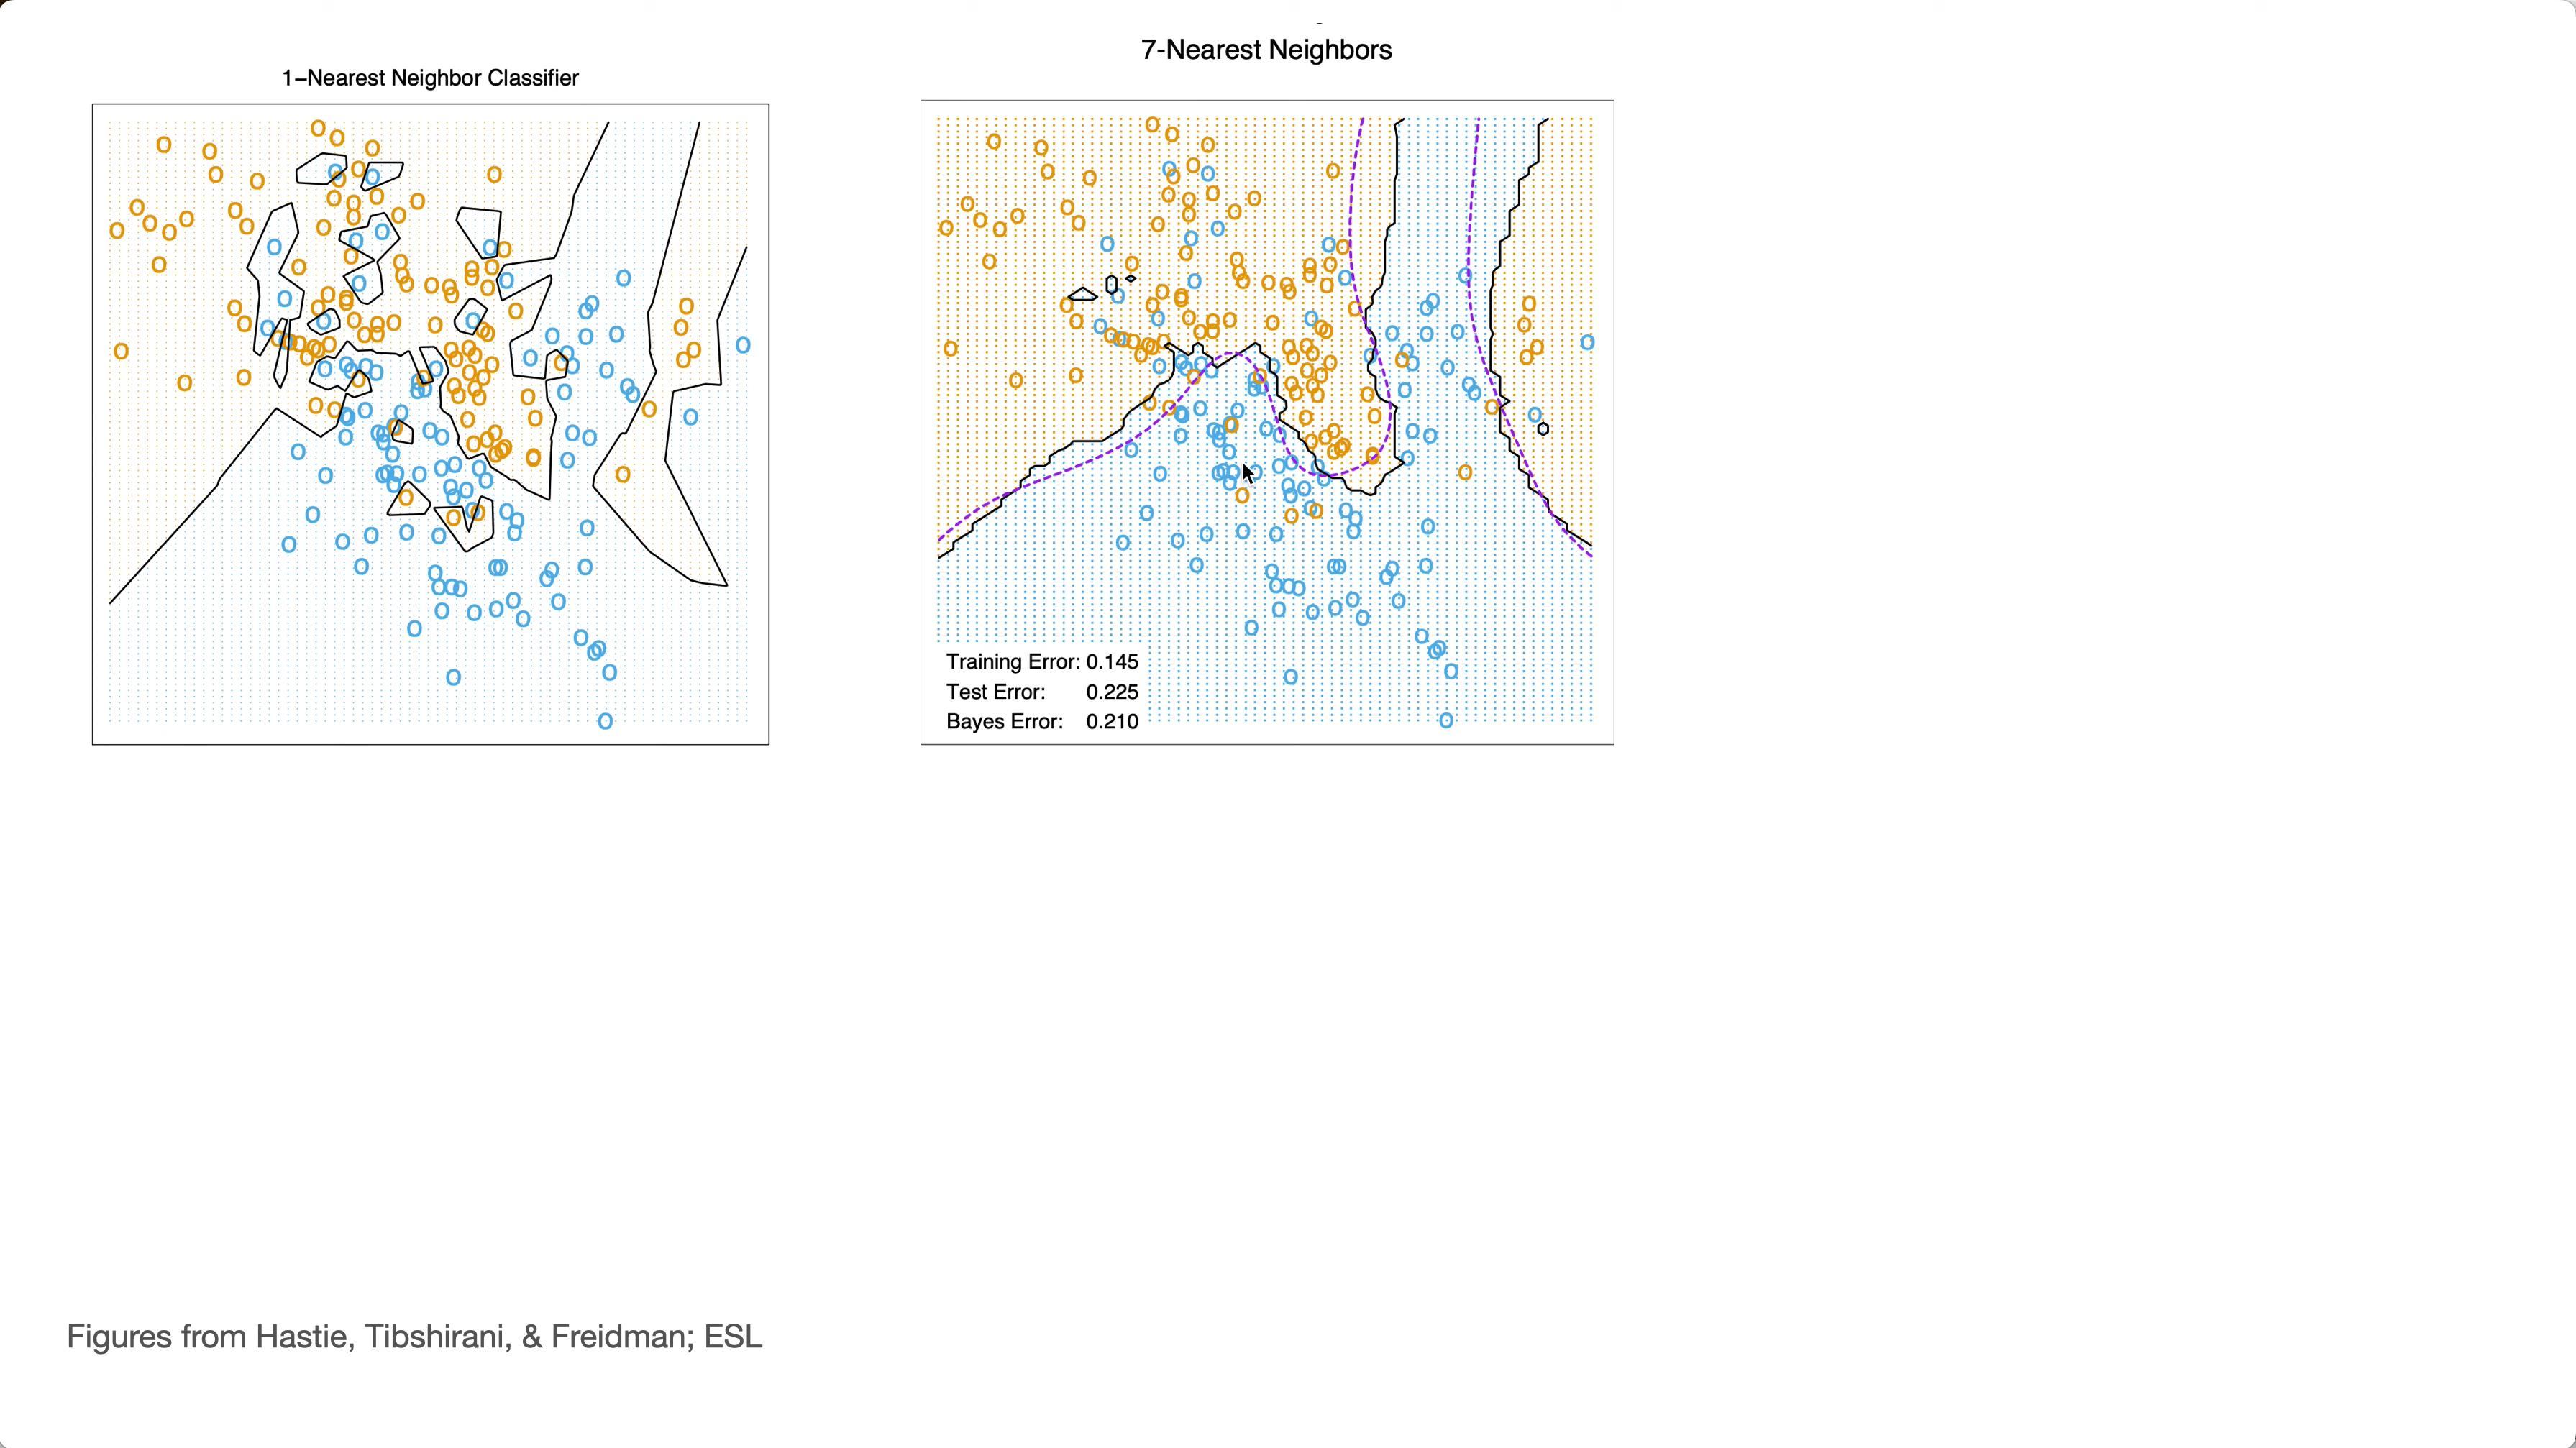 1–Nearest Neighbor Classifier
7-Nearest Neighbors
Training Error: 0.145
Test Error: 0.225
Bayes Error: 0.210
Figures from Hastie, Tibshirani, & Freidman; ESL